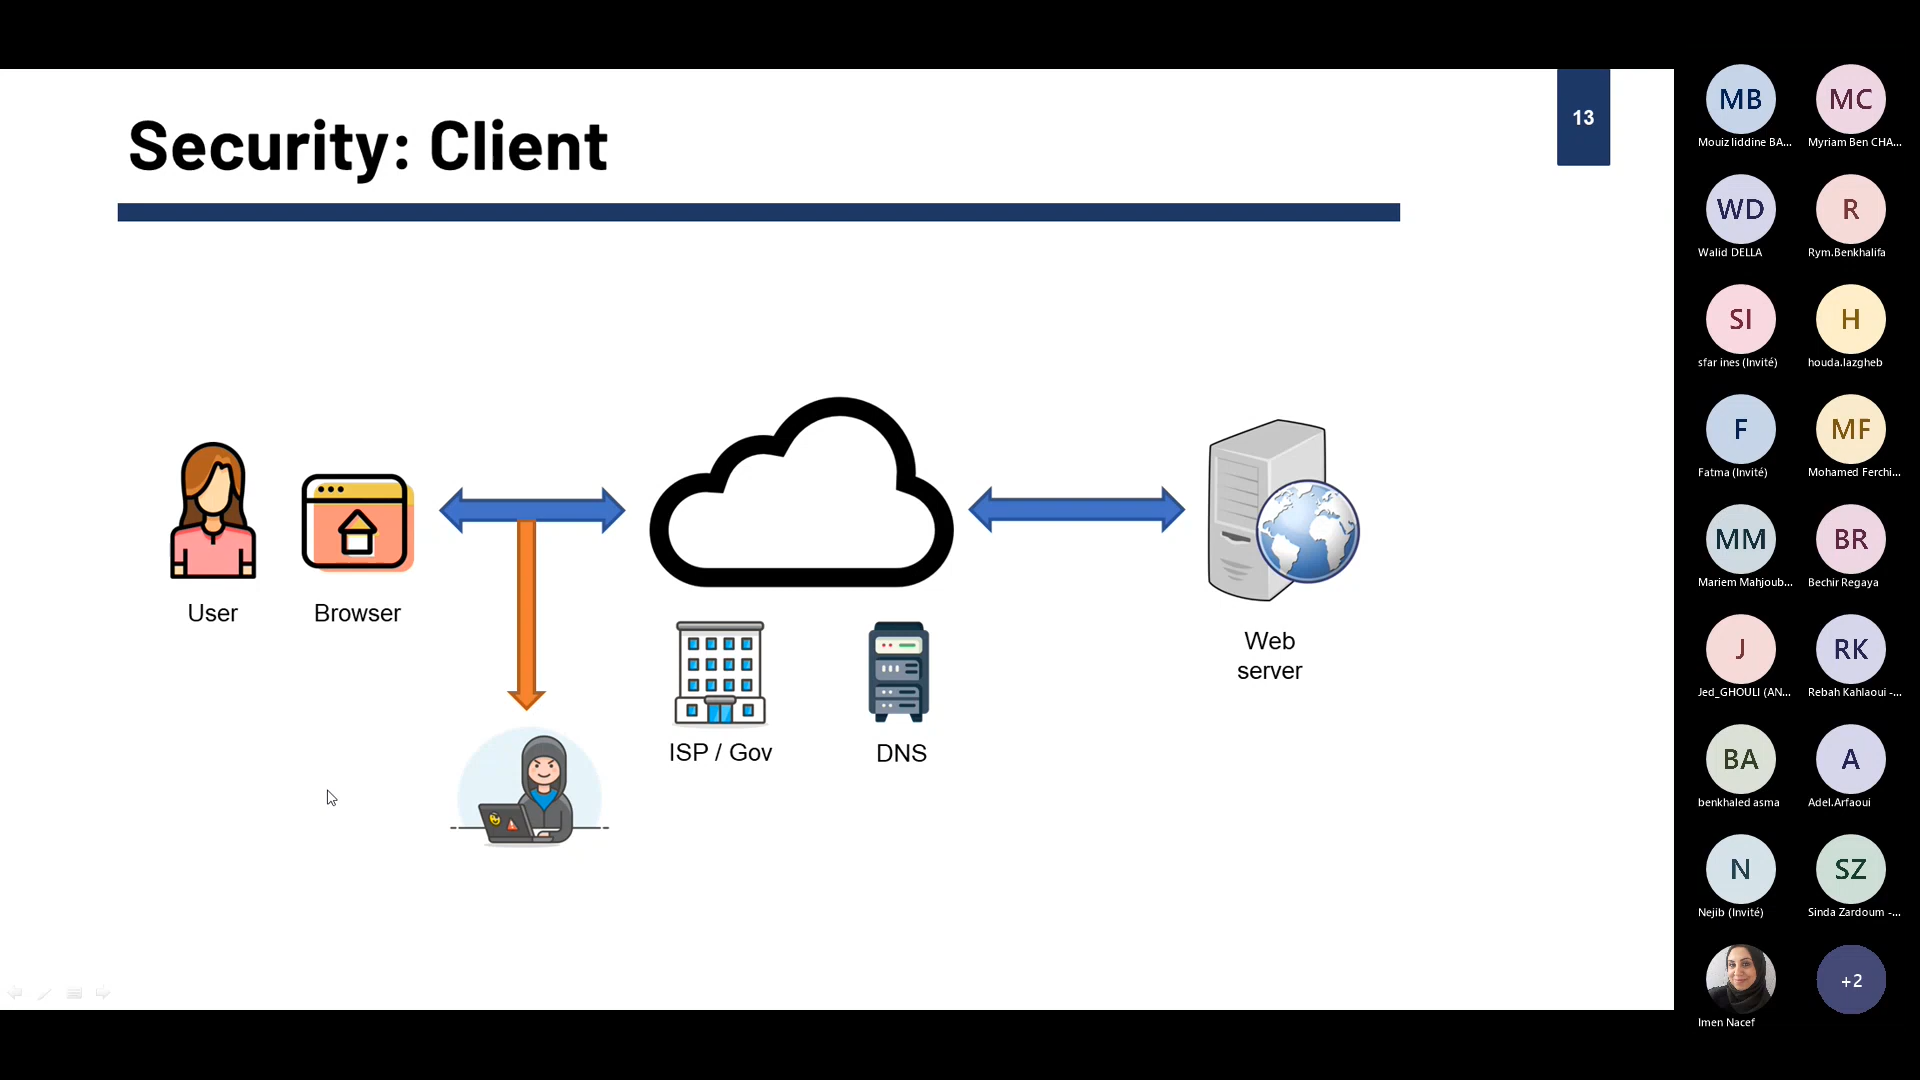 Security: Client
13
User
Browser
ISP / Gov
DNS
Web
server
MB
Mouiz liddine BA...
MC
Myriam Ben CHA...
WD
Walid DELLA
R
Rym.Benkhalifa
SI
sfar ines (Invité)
H
houda.lazgheb
F
Fatma (Invité)
MF
Mohamed Ferchi...
MM
Mariem Mahjoub...
BR
Bechir Regaya
J
Jed_GHOULI (AN...
RK
Rebah Kahlaoui -...
BA
benkhaled asma
A
Adel.Arfaoui
N
Nejib (Invité)
SZ
Sinda Zardoum -...
Imen Nacef
+2